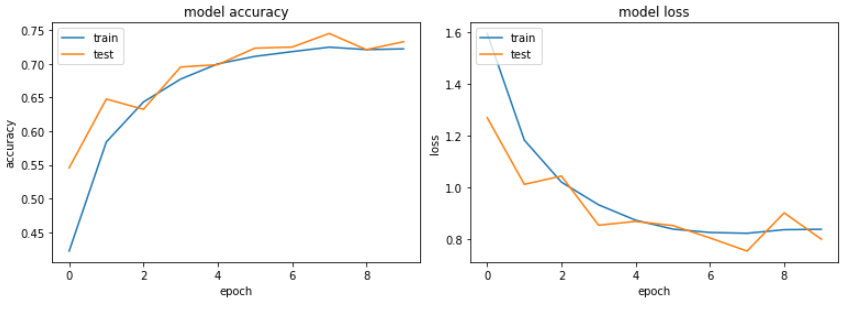 model accuracy
train
test
0.75
0.70
0.65
0.60
0.55
0.50
0.45
accuracy
0 2 4 6 8
epoch
model loss
train
test
1.6
1.4
1.2
1.0
0.8
loss
0 2 4 6 8
epoch